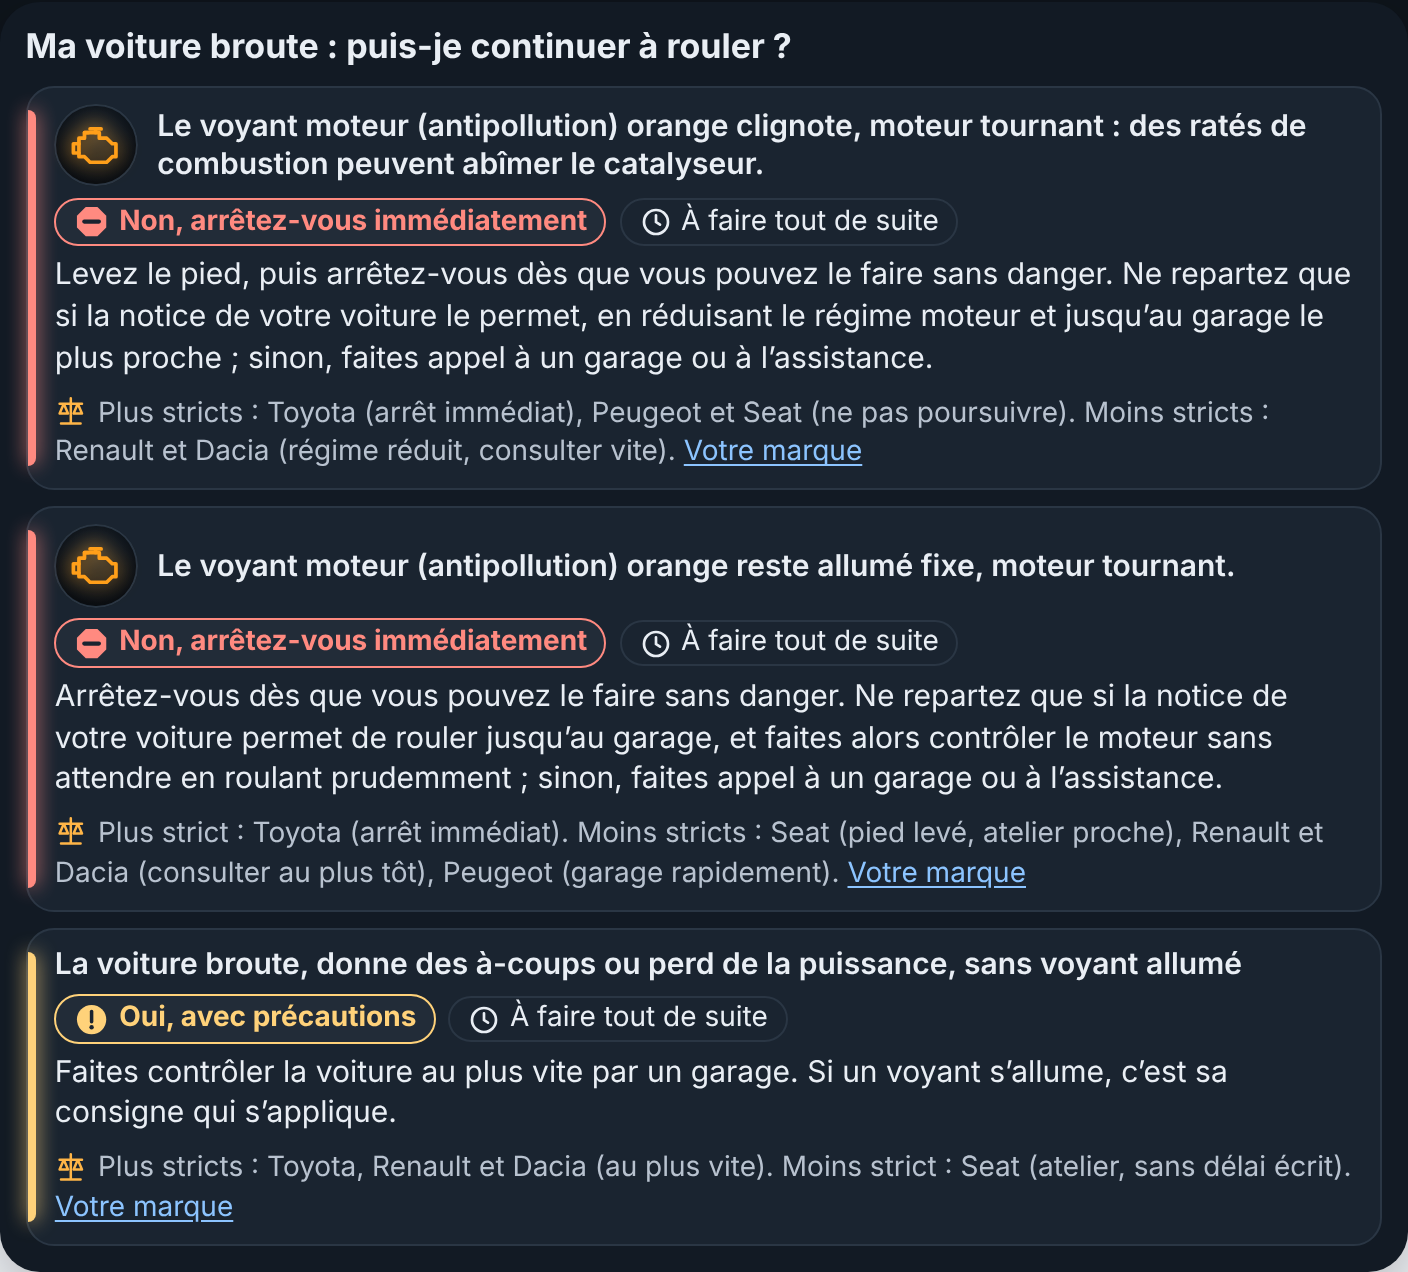 Ma voiture broute : puis-je continuer à rouler ?
Le voyant moteur (antipollution) orange clignote, moteur tournant : des ratés de
combustion peuvent abîmer le catalyseur.
Non, arrêtez-vous immédiatement
À faire tout de suite
Levez le pied, puis arrêtez-vous dès que vous pouvez le faire sans danger. Ne repartez que
si la notice de votre voiture le permet, en réduisant le régime moteur et jusqu’au garage le
plus proche ; sinon, faites appel à un garage ou à l’assistance.
Plus stricts : Toyota (arrêt immédiat), Peugeot et Seat (ne pas poursuivre). Moins stricts :
Renault et Dacia (régime réduit, consulter vite). Votre marque
Le voyant moteur (antipollution) orange reste allumé fixe, moteur tournant.
Non, arrêtez-vous immédiatement
À faire tout de suite
Arrêtez-vous dès que vous pouvez le faire sans danger. Ne repartez que si la notice de
votre voiture permet de rouler jusqu’au garage, et faites alors contrôler le moteur sans
attendre en roulant prudemment ; sinon, faites appel à un garage ou à l’assistance.
Plus strict : Toyota (arrêt immédiat). Moins stricts : Seat (pied levé, atelier proche), Renault et
Dacia (consulter au plus tôt), Peugeot (garage rapidement). Votre marque
La voiture broute, donne des à-coups ou perd de la puissance, sans voyant allumé
Oui, avec précautions
À faire tout de suite
Faites contrôler la voiture au plus vite par un garage. Si un voyant s’allume, c’est sa
consigne qui s’applique.
Plus stricts : Toyota, Renault et Dacia (au plus vite). Moins strict : Seat (atelier, sans délai écrit).
Votre marque